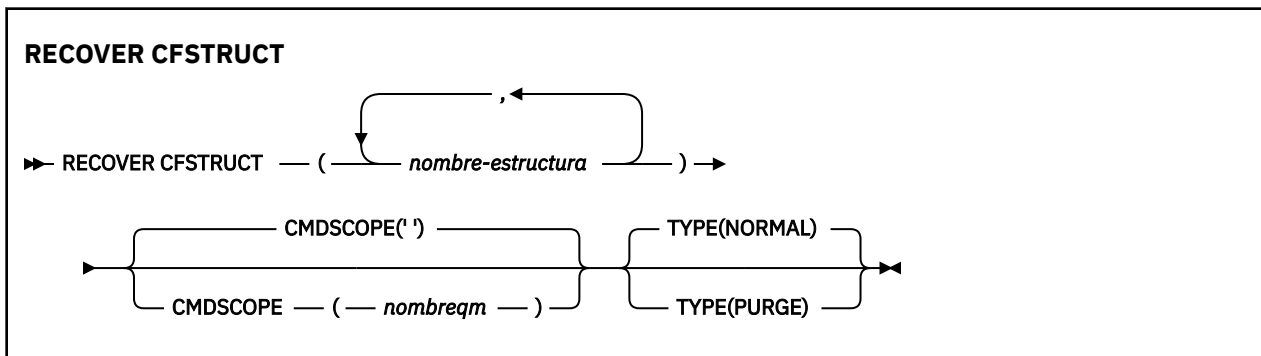 RECOVER CFSTRUCT
,
RECOVER CFSTRUCT ( nombre-estructura )
CMDSCOPE(' ') TYPE(NORMAL)
CMDSCOPE ( nombreqm ) TYPE(PURGE)